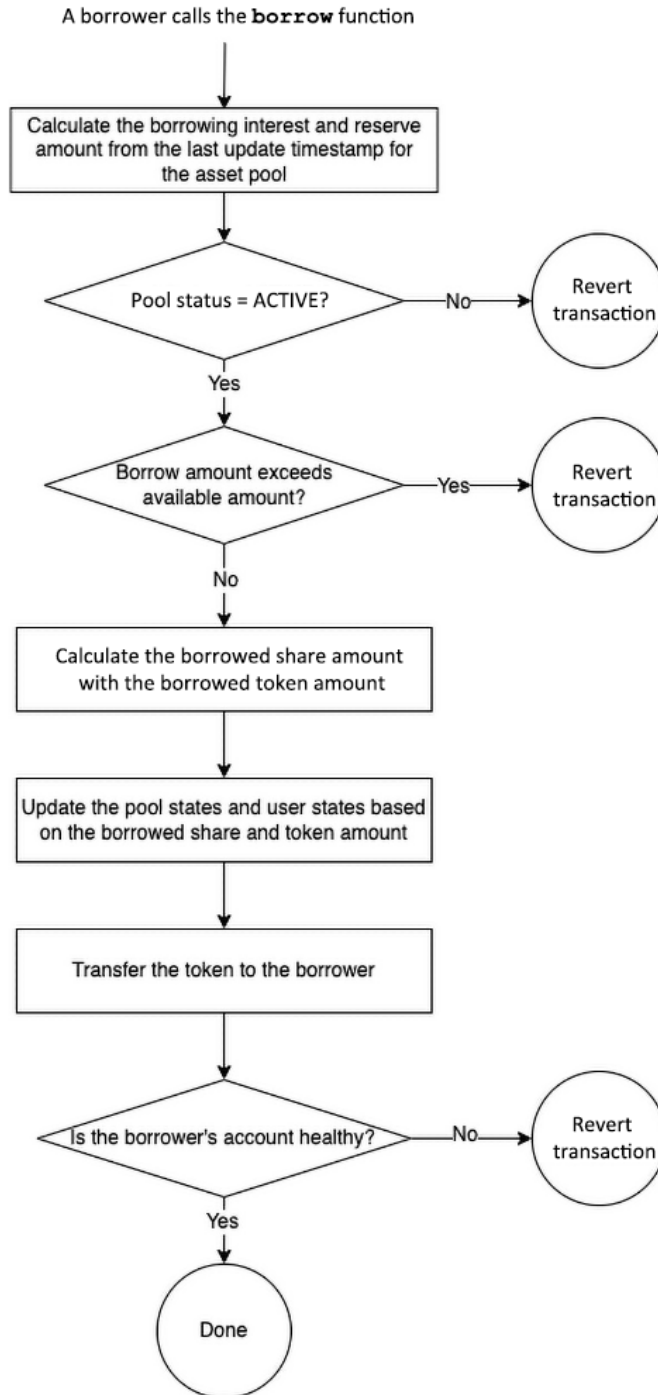 A borrower calls the borrow function
Calculate the borrowing interest and reserve
amount from the last update timestamp for
the asset pool
Pool status = ACTIVE?
No
Revert
transaction
Yes
Borrow amount exceeds
available amount?
Yes
Revert
transaction
No
Calculate the borrowed share amount
with the borrowed token amount
Update the pool states and user states based
on the borrowed share and token amount
Transfer the token to the borrower
Is the borrower's account healthy?
No
Revert
transaction
Yes
Done